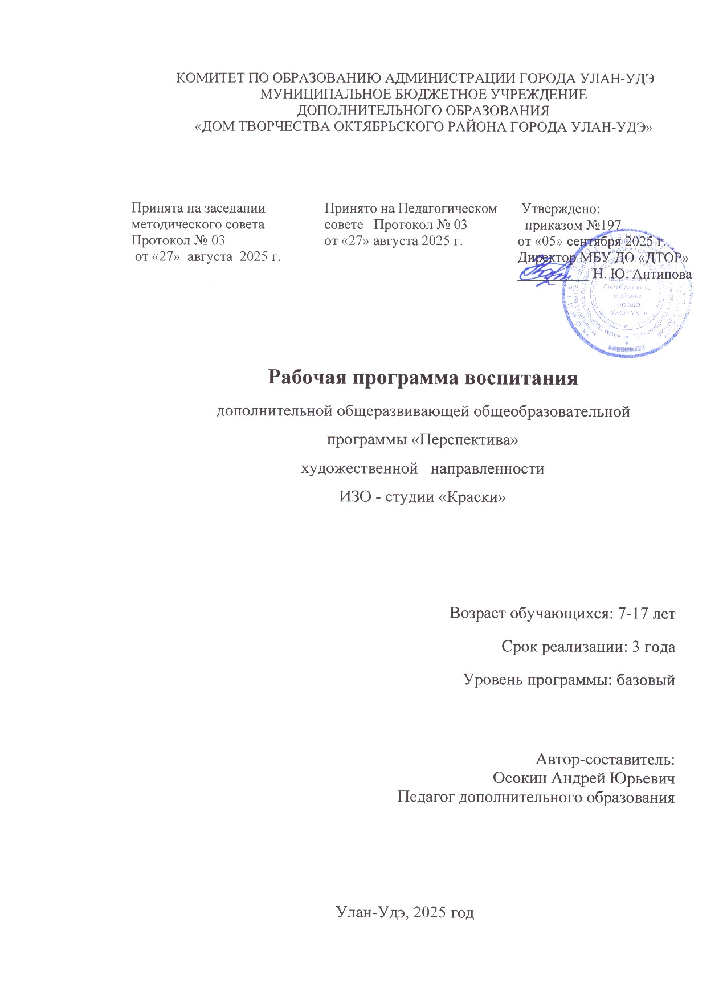 КОМИТЕТ ПО ОБРАЗОВАНИЮ АДМИНИСТРАЦИИ ГОРОДА УЛАН-УДЭ
МУНИЦИПАЛЬНОЕ БЮДЖЕТНОЕ УЧРЕЖДЕНИЕ
ДОПОЛНИТЕЛЬНОГО ОБРАЗОВАНИЯ
«ДОМ ТВОРЧЕСТВА ОКТЯБРЬСКОГО РАЙОНА ГОРОДА УЛАН-УДЭ»
Принята на заседании
методического совета
Протокол № 03
от «27» августа 2025 г.
Принято на Педагогическом
совете Протокол № 03
от «27» августа 2025 г.
Утверждено:
приказом №197
от «05» сентября 2025 г.
Директор МБУ ДО «ДТОР»
__________ Н. Ю. Антипова
Октябрьского
района
города
Улан-Удэ»
Рабочая программа воспитания
дополнительной общеразвивающей общеобразовательной
программы «Перспектива»
художественной направленности
ИЗО - студии «Краски»
Возраст обучающихся: 7-17 лет
Срок реализации: 3 года
Уровень программы: базовый
Автор-составитель:
Осокин Андрей Юрьевич
Педагог дополнительного образования
Улан-Удэ, 2025 год